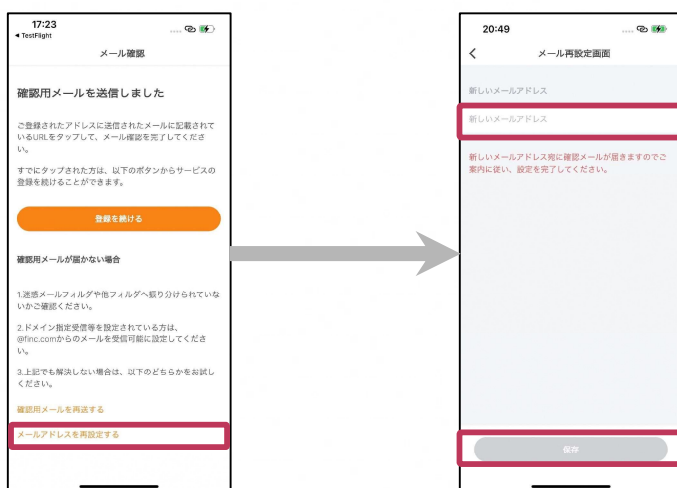 17:23
◀ TestFlight
メール確認
確認用メールを送信しました
ご登録されたアドレスに送信されたメールに記載されて
いるURLをタップして、メール確認を完了してくださ
い。
すでにタップされた方は、以下のボタンからサービスの
登録を続けることができます。
登録を続ける
確認用メールが届かない場合
1.迷惑メールフォルダや他フィルダへ振り分けられていな
いかご確認ください。
2.ドメイン指定受信等を設定されている方は、
@finc.comからのメールを受信可能に設定してくださ
い。
3.上記でも解決しない場合は、以下のどちらかをお試し
ください。
確認用メールを再送する
メールアドレスを再設定する
20:49
メール再設定画面
新しいメールアドレス
新しいメールアドレス
新しいメールアドレス宛に確認メールが届きますのでご
案内に従い、設定を完了してください。
保存